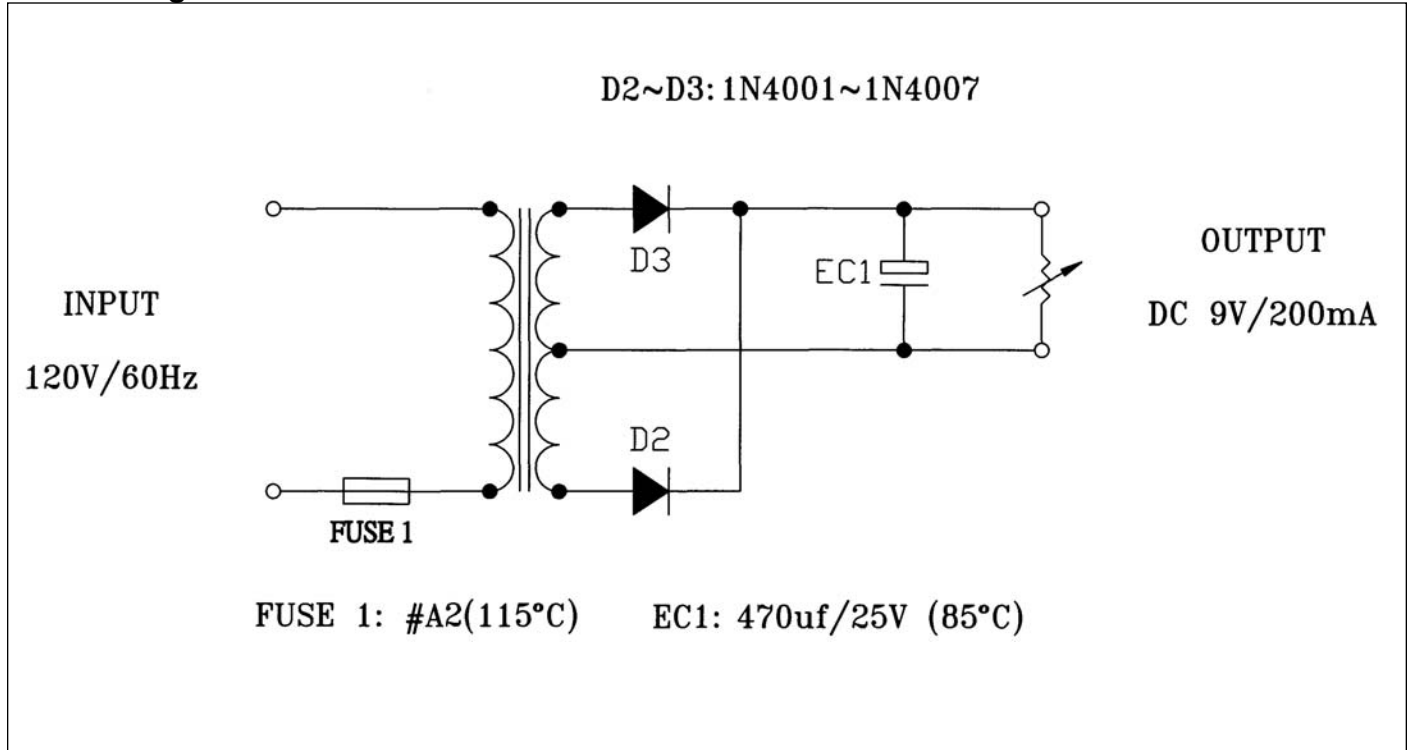 D2~D3: 1N4001~1N4007
D3
EC1
OUTPUT
DC 9V/200mA
INPUT
120V/60Hz
D2
FUSE 1
FUSE 1: #A2(115°C) EC1: 470uf/25V (85°C)